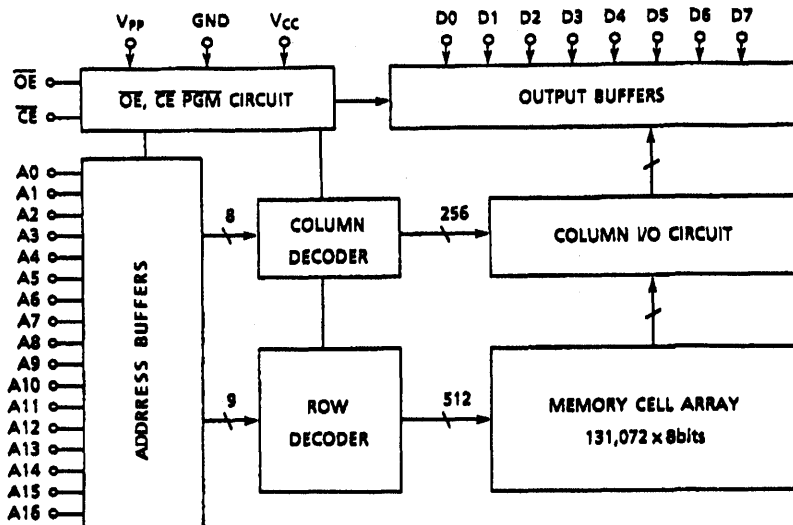 VPP GND VCC D0 D1 D2 D3 D4 D5 D6 D7
OE
CE
OE, CE PGM CIRCUIT
OUTPUT BUFFERS
A0
A1
A2
A3
A4
A5
A6
A7
A8
A9
A10
A11
A12
A13
A14
A15
A16
ADDRRESS BUFFERS
8
COLUMN
DECODER
256
COLUMN I/O CIRCUIT
9
ROW
DECODER
512
MEMORY CELL ARRAY
131,072 x 8bits